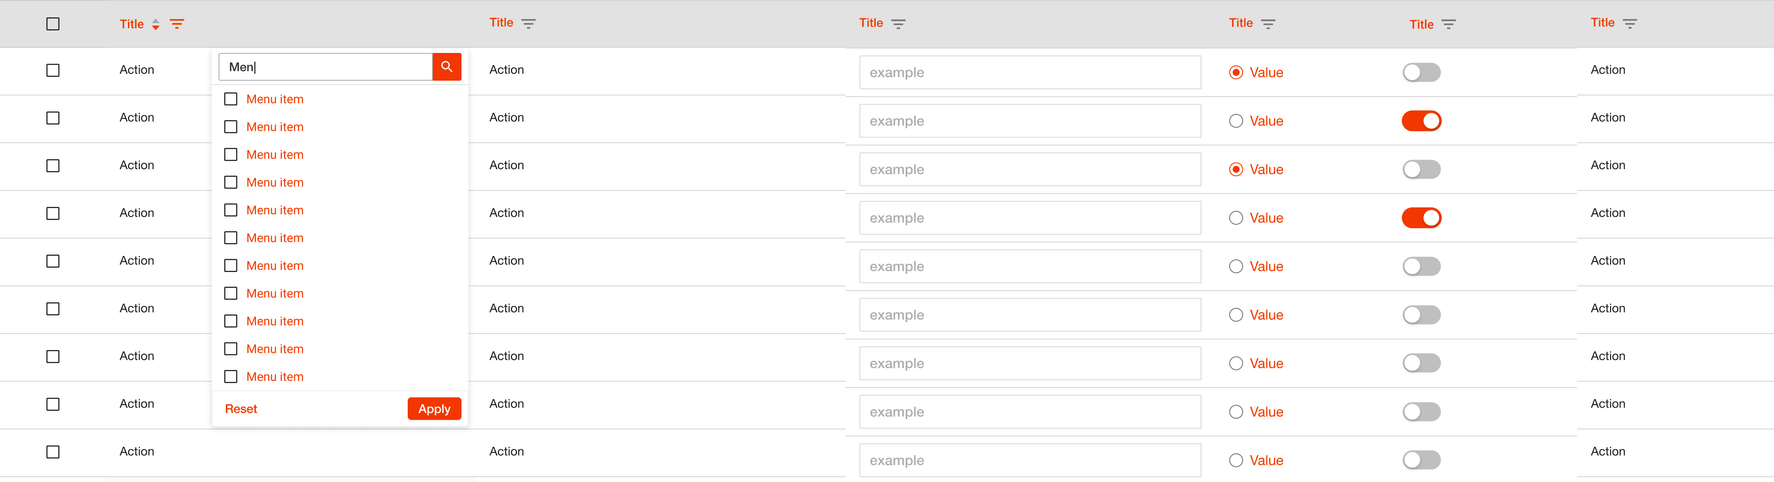 Title Title Title Title Title Title
Action Men Action example Value Action
Menu item
Action Menu item Action example Value Action
Menu item
Action Action example Value Action
Menu item
Action Menu item Action example Value Action
Menu item
Action Menu item Action example Value Action
Menu item
Action Menu item Action example Value Action
Menu item
Action Action example Value Action
Menu item
Action Reset Apply Action example Value Action
Action Action example Value Action